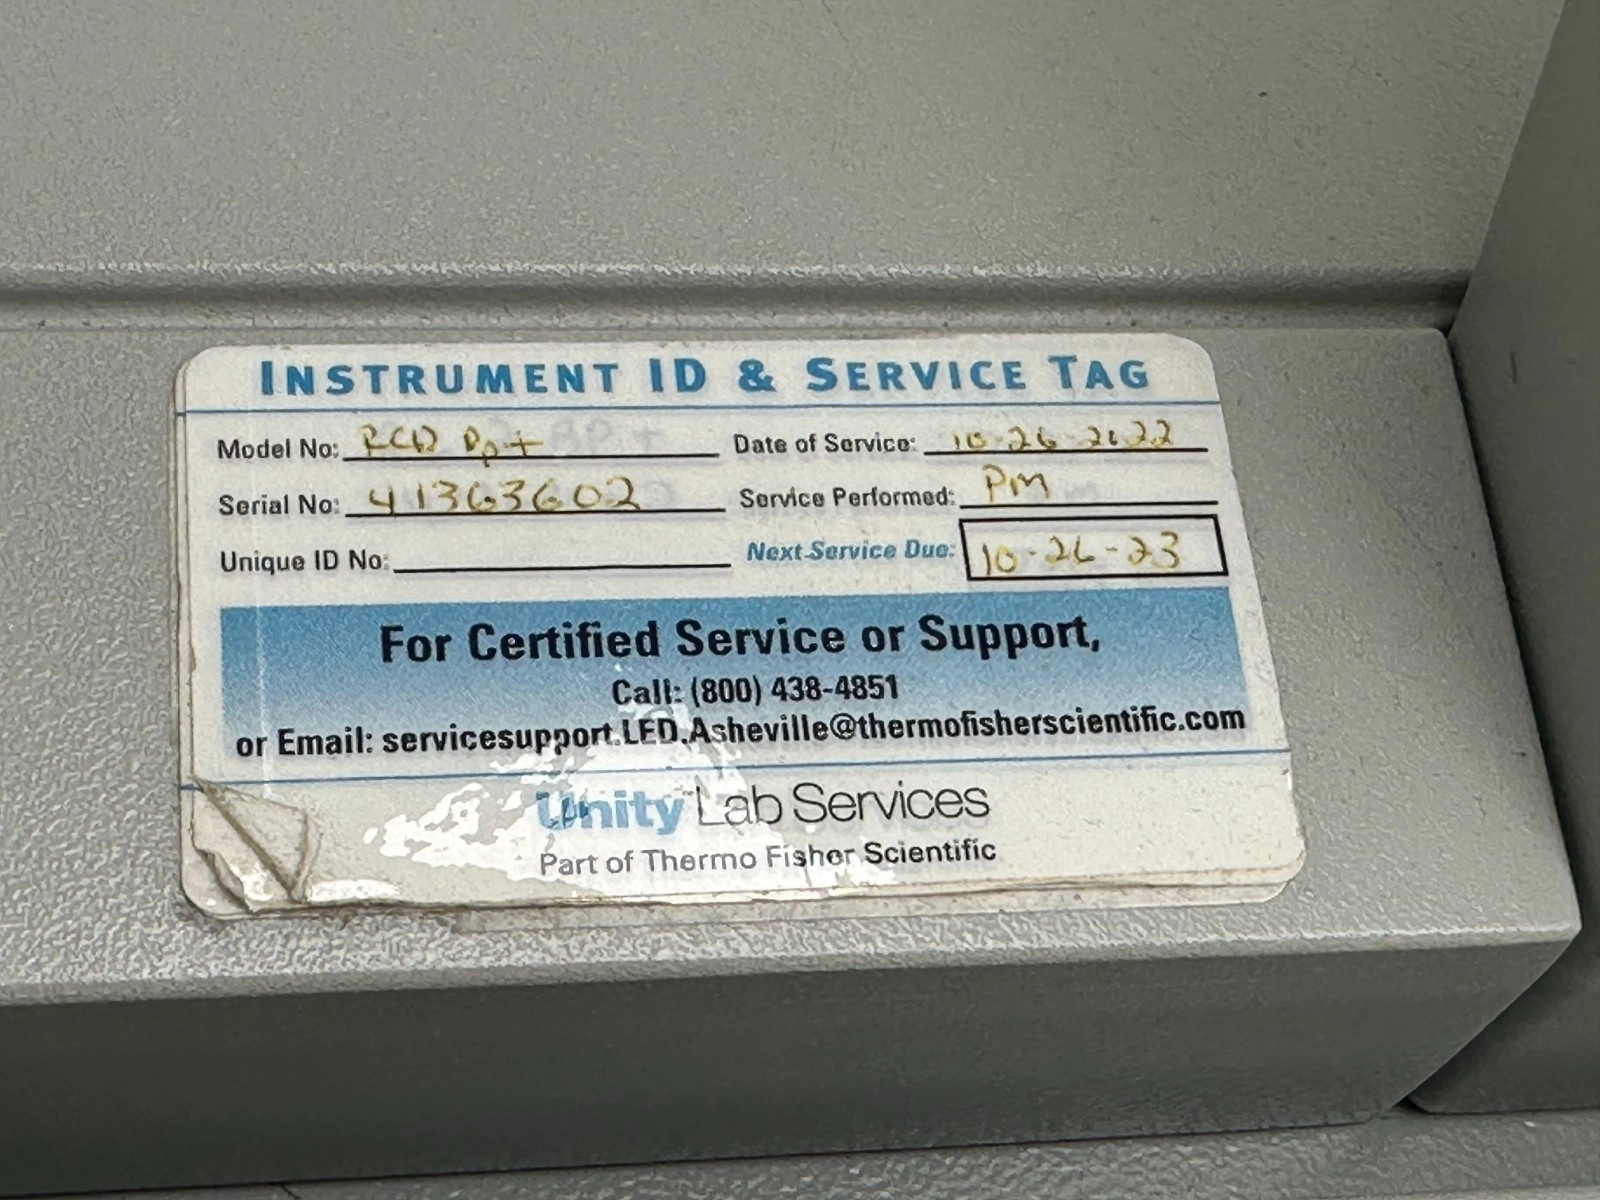 INSTRUMENT ID & SERVICE TAG
Model No: Date of Service: 10-26-2022
Serial No: 41363602 Service Performed: PM
Unique ID No: Next Service Due: 10-26-23
For Certified Service or Support,
Call: (800) 438-4851
or Email: servicesupport.LED.Asheville@thermofisherscientific.com
Unity Lab Services
Part of Thermo Fisher Scientific